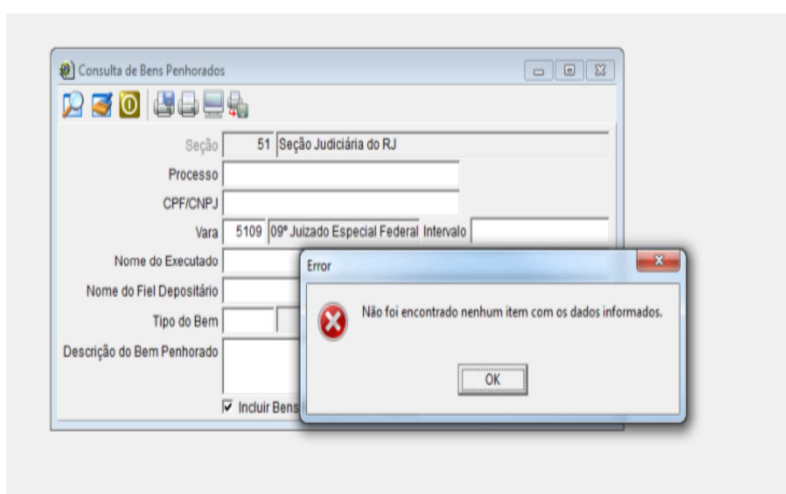 Consulta de Bens Penhorados
Seção 51 Seção Judiciária do RJ
Processo
CPF/CNPJ
Vara 5109 09º Juizado Especial Federal Intervalo
Nome do Executado
Error
Nome do Fiel Depositário
Não foi encontrado nenhum item com os dados informados.
Tipo do Bem
Descrição do Bem Penhorado
OK
Incluir Bens